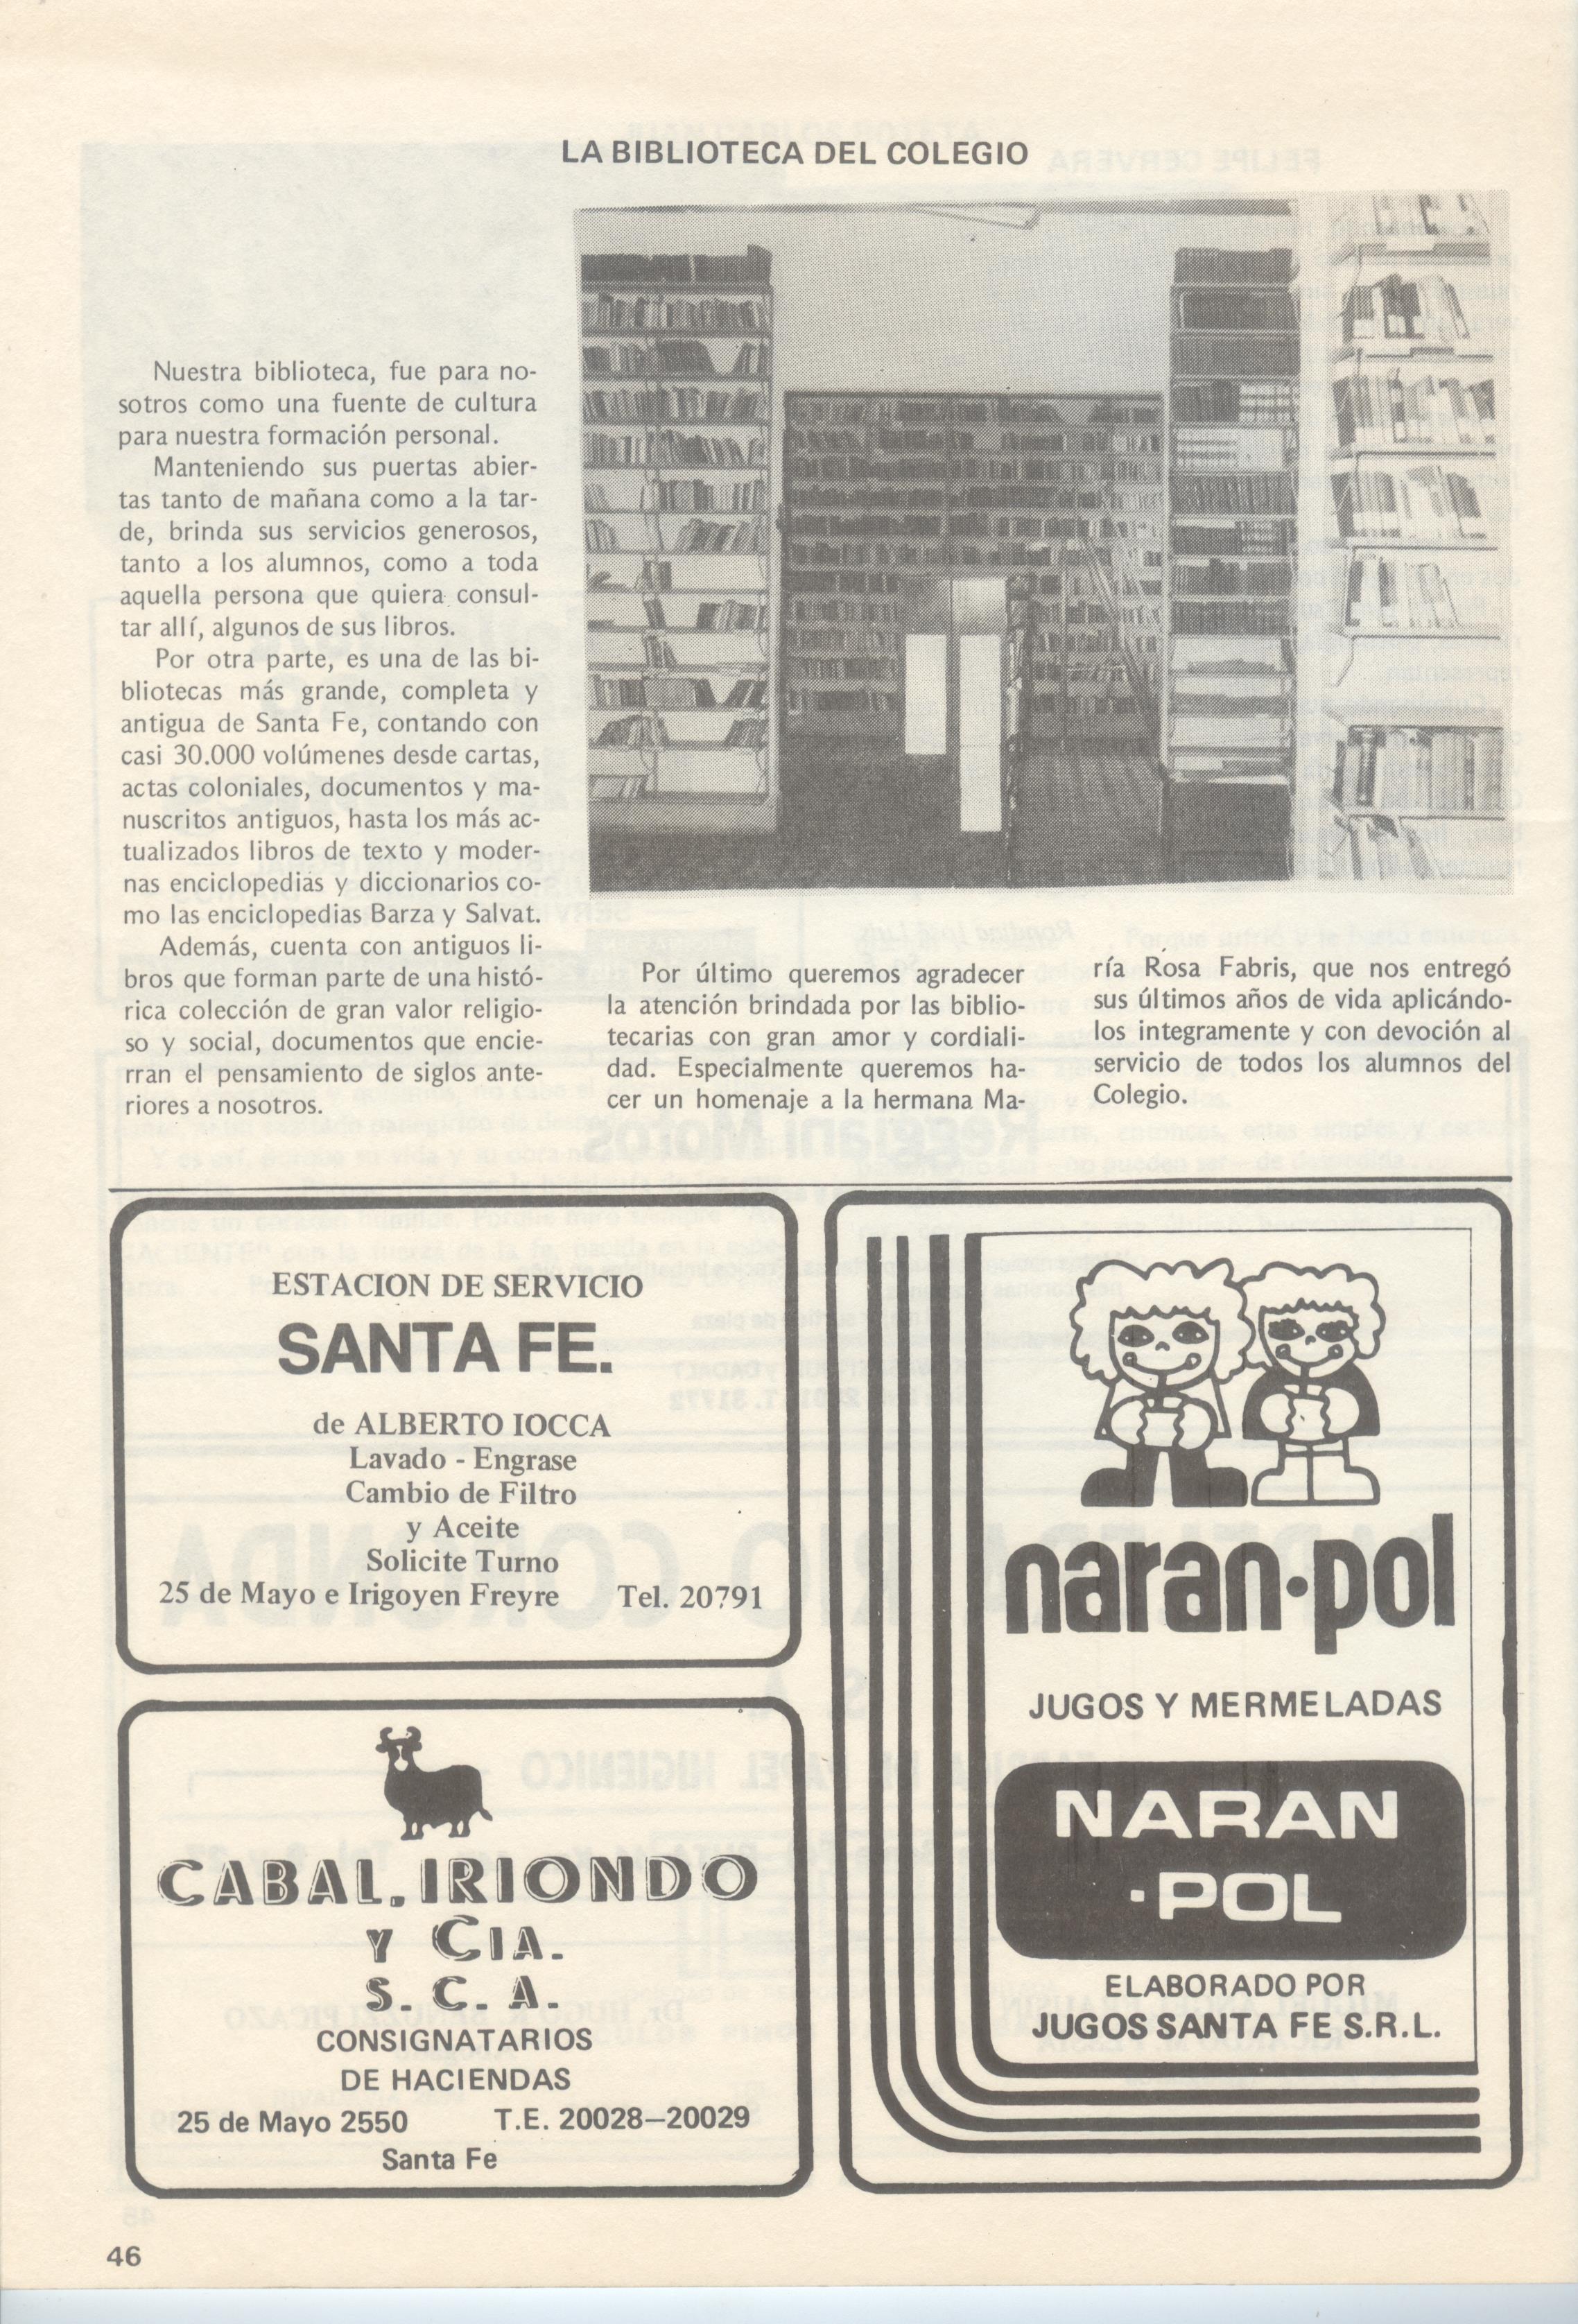 LA BIBLIOTECA DEL COLEGIO
Nuestra biblioteca, fue para no-
sotros como una fuente de cultura
para nuestra formación personal.
Manteniendo sus puertas abier-
tas tanto de mañana como a la tar-
de, brinda sus servicios generosos,
tanto a los alumnos, como a toda
aquella persona que quiera consul-
tar allí, algunos de sus libros.
Por otra parte, es una de las bi-
bliotecas más grande, completa y
antigua de Santa Fe, contando con
casi 30.000 volúmenes desde cartas,
actas coloniales, documentos y ma-
nuscritos antiguos, hasta los más ac-
tualizados libros de texto y moder-
nas enciclopedias y diccionarios co-
mo las enciclopedias Barza y Salvat.
Además, cuenta con antiguos li-
bros que forman parte de una histó-
rica colección de gran valor religio-
so y social, documentos que encie-
rran el pensamiento de siglos ante-
riores a nosotros.
Por último queremos agradecer
la atención brindada por las biblio-
tecarias con gran amor y cordiali-
dad. Especialmente queremos ha-
cer un homenaje a la hermana Ma-
ría Rosa Fabris, que nos entregó
sus últimos años de vida aplicándo-
los integramente y con devoción al
servicio de todos los alumnos del
Colegio.
ESTACION DE SERVICIO
SANTA FE.
de ALBERTO IOCCA
Lavado - Engrase
Cambio de Filtro
y Aceite
Solicite Turno
25 de Mayo e Irigoyen Freyre Tel. 20791
CABAL, IRIONDO
Y CIA.
S. C. A.
CONSIGNATARIOS
DE HACIENDAS
25 de Mayo 2550 T.E. 20028—20029
Santa Fe
naran·pol
JUGOS Y MERMELADAS
NARAN
·POL
ELABORADO POR
JUGOS SANTA FE S.R.L.
46